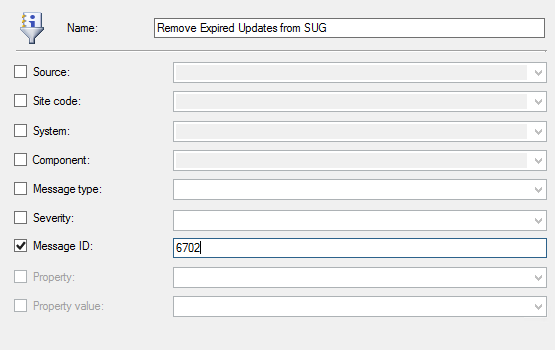 Name: Remove Expired Updates from SUG
Source:
Site code:
System:
Component:
Message type:
Severity:
Message ID: 6702
Property:
Property value: